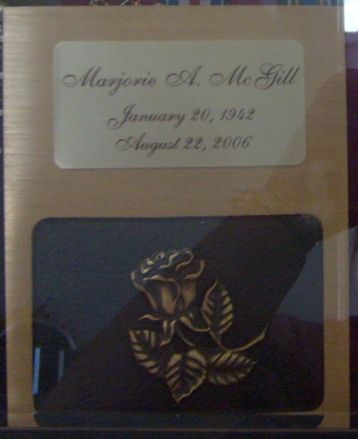 Marjorie A. McGill
January 20, 1942
August 22, 2006